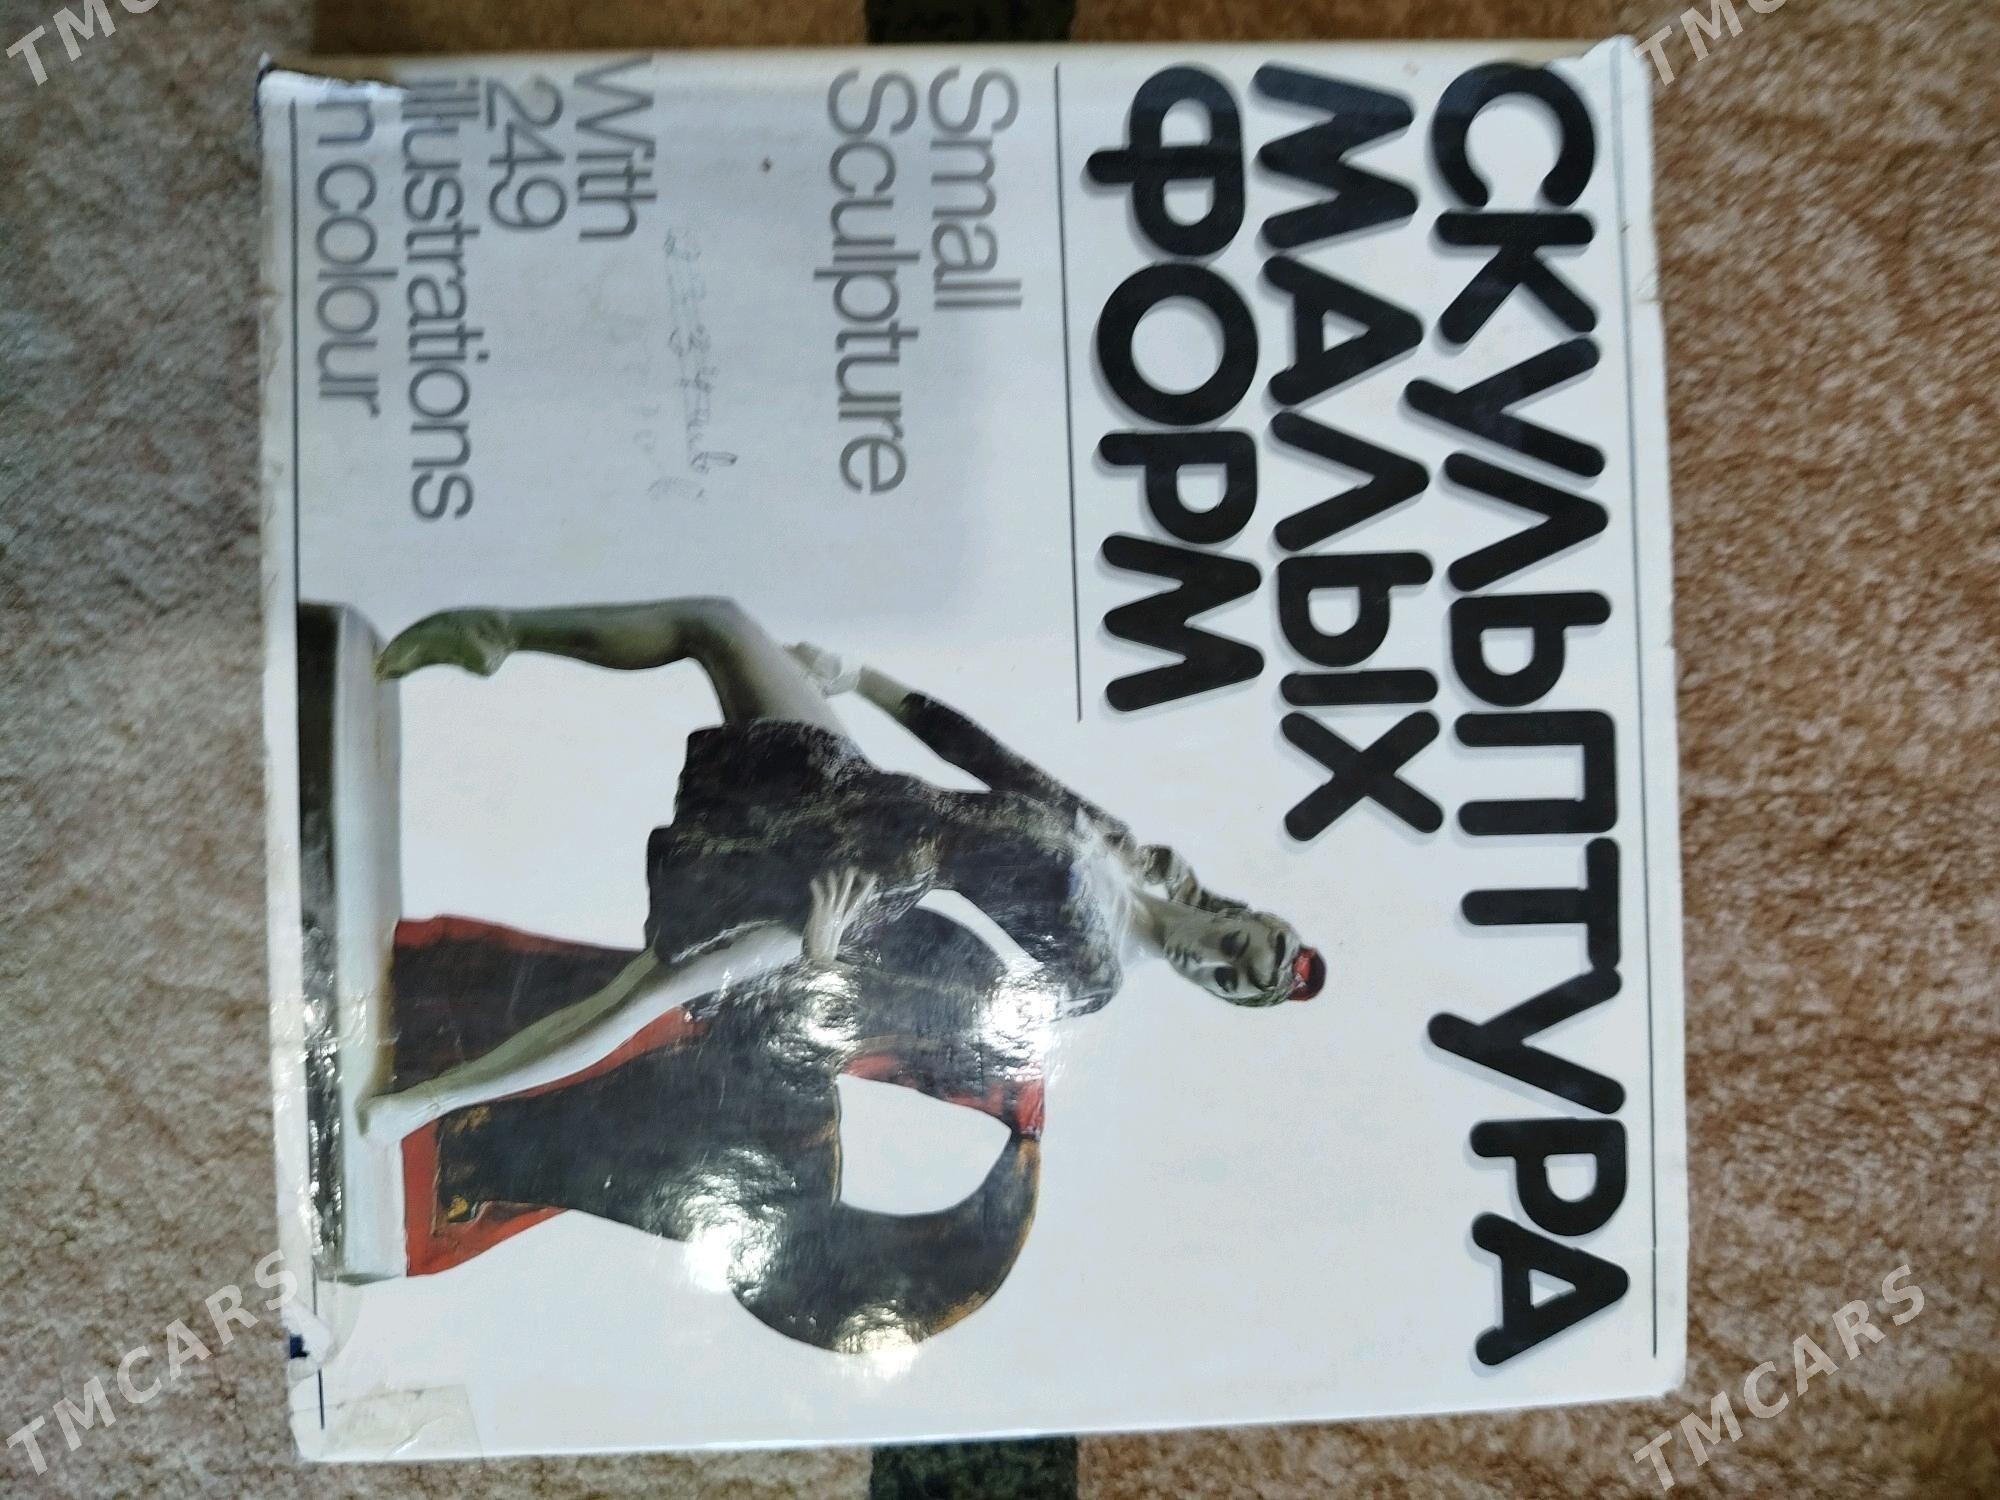 СКУЛЬПТУРА
МАЛЫХ
ФОРМ
Small
Sculpture
With
249
illustrations
in colour
TMCARS
TMCARS
TMCARS
TMCARS